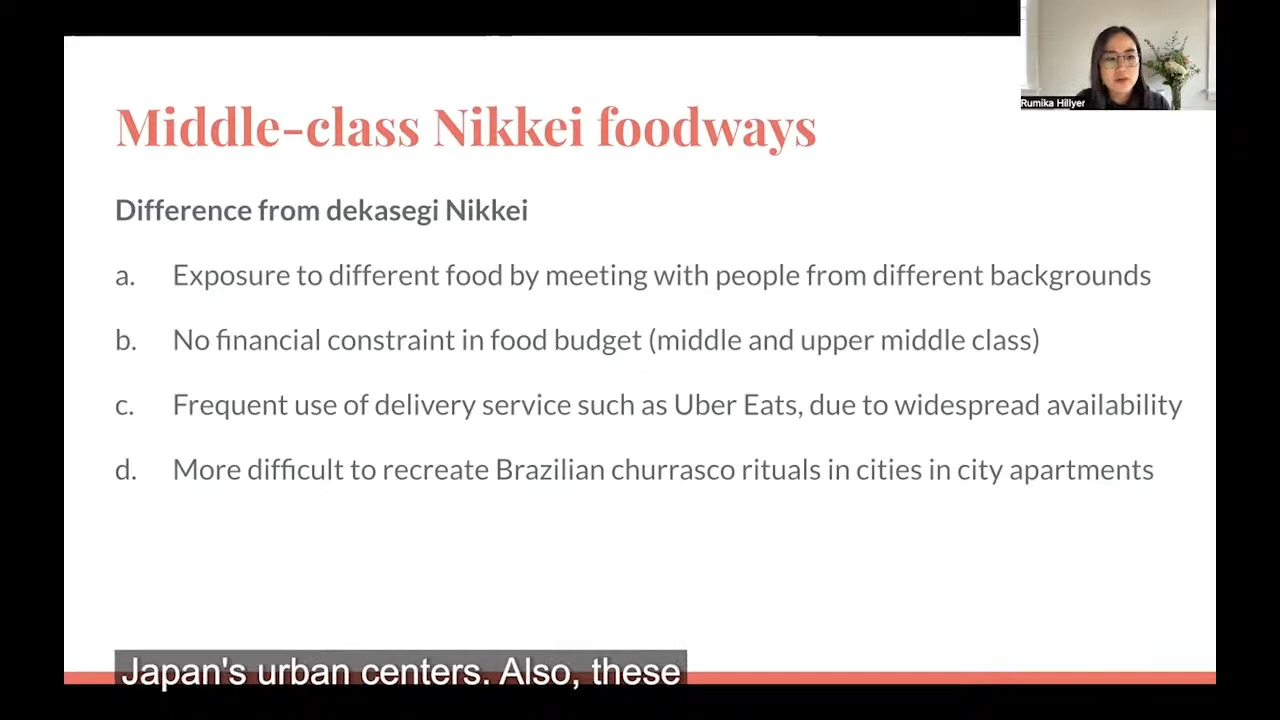 Rumika Hillyer
Middle-class Nikkei foodways
Difference from dekasegi Nikkei
a. Exposure to different food by meeting with people from different backgrounds
b. No financial constraint in food budget (middle and upper middle class)
c. Frequent use of delivery service such as Uber Eats, due to widespread availability
d. More difficult to recreate Brazilian churrasco rituals in cities in city apartments
Japan's urban centers. Also, these